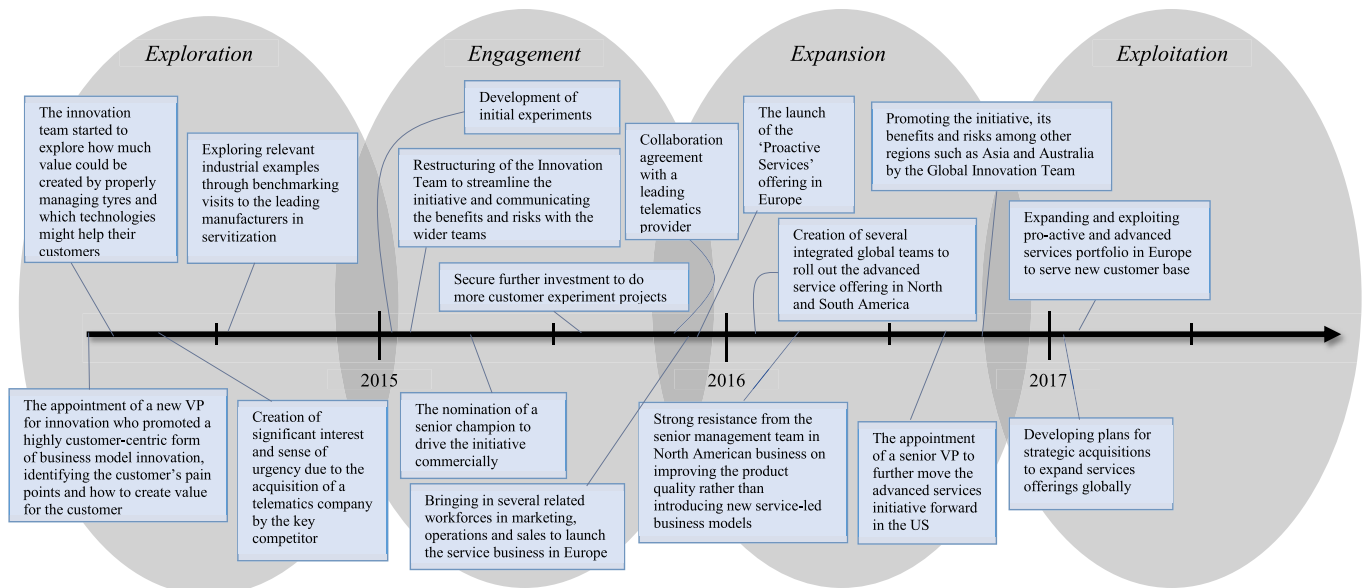 Exploration
Engagement
Expansion
Exploitation
The innovation
team started to
explore how much
value could be
created by properly
managing tyres and
which technologies
might help their
customers
Exploring relevant
industrial examples
through benchmarking
visits to the leading
manufacturers in
servitization
Development of
initial experiments
Restructuring of the Innovation
Team to streamline the
initiative and communicating
the benefits and risks with the
wider teams
Secure further investment to do
more customer experiment projects
Collaboration
agreement
with a
leading
telematics
provider
The launch
of the
‘Proactive
Services’
offering in
Europe
Creation of several
integrated global teams to
roll out the advanced
service offering in North
and South America
Promoting the initiative, its
benefits and risks among other
regions such as Asia and Australia
by the Global Innovation Team
Expanding and exploiting
pro-active and advanced
services portfolio in Europe
to serve new customer base
2015
2016
2017
The appointment of a new VP
for innovation who promoted a
highly customer-centric form
of business model innovation,
identifying the customer’s pain
points and how to create value
for the customer
Creation of
significant interest
and sense of
urgency due to the
acquisition of a
telematics company
by the key
competitor
The nomination of a
senior champion to
drive the initiative
commercially
Bringing in several related
workforces in marketing,
operations and sales to launch
the service business in Europe
Strong resistance from the
senior management team in
North American business on
improving the product
quality rather than
introducing new service-led
business models
The appointment
of a senior VP to
further move the
advanced services
initiative forward
in the US
Developing plans for
strategic acquisitions
to expand services
offerings globally